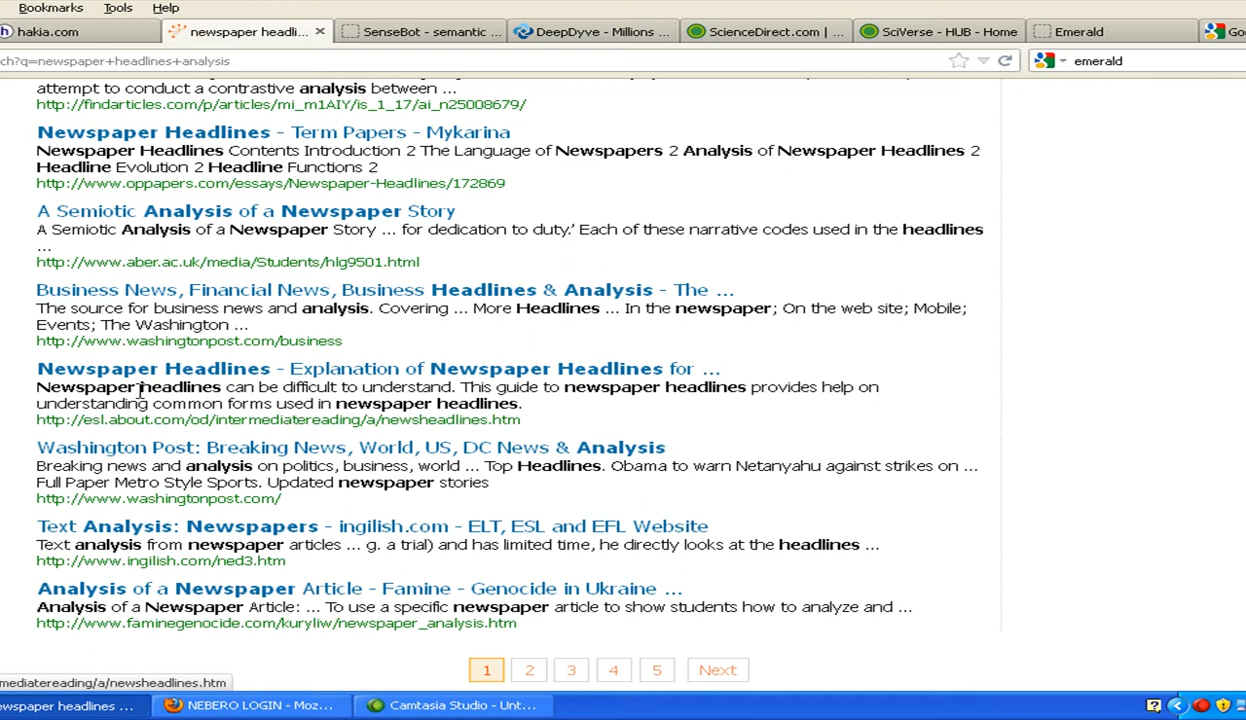 Bookmarks Tools Help
hakia.com newspaper headli... × SenseBot - semantic ... DeepDyve - Millions ... ScienceDirect.com | ... SciVerse - HUB - Home Emerald Goo
ch?q=newspaper+headlines+analysis emerald
attempt to conduct a contrastive analysis between ...
http://findarticles.com/p/articles/mi_m1AIY/is_1_17/ai_n25008679/
Newspaper Headlines - Term Papers - Mykarina
Newspaper Headlines Contents Introduction 2 The Language of Newspapers 2 Analysis of Newspaper Headlines 2
Headline Evolution 2 Headline Functions 2
http://www.oppapers.com/essays/Newspaper-Headlines/172869
A Semiotic Analysis of a Newspaper Story
A Semiotic Analysis of a Newspaper Story ... for dedication to duty.' Each of these narrative codes used in the headlines
...
http://www.aber.ac.uk/media/Students/hlg9501.html
Business News, Financial News, Business Headlines & Analysis - The ...
The source for business news and analysis. Covering ... More Headlines ... In the newspaper; On the web site; Mobile;
Events; The Washington ...
http://www.washingtonpost.com/business
Newspaper Headlines - Explanation of Newspaper Headlines for ...
Newspaper headlines can be difficult to understand. This guide to newspaper headlines provides help on
understanding common forms used in newspaper headlines.
http://esl.about.com/od/intermediatereading/a/newsheadlines.htm
Washington Post: Breaking News, World, US, DC News & Analysis
Breaking news and analysis on politics, business, world ... Top Headlines. Obama to warn Netanyahu against strikes on ...
Full Paper Metro Style Sports. Updated newspaper stories
http://www.washingtonpost.com/
Text Analysis: Newspapers - ingilish.com - ELT, ESL and EFL Website
Text analysis from newspaper articles ... g. a trial) and has limited time, he directly looks at the headlines ...
http://www.ingilish.com/ned3.htm
Analysis of a Newspaper Article - Famine - Genocide in Ukraine ...
Analysis of a Newspaper Article: ... To use a specific newspaper article to show students how to analyze and ...
http://www.faminegenocide.com/kuryliw/newspaper_analysis.htm
1 2 3 4 5 Next
mediatereading/a/newsheadlines.htm
ewspaper headlines ... NEBERO LOGIN - Moz... Camtasia Studio - Unt...